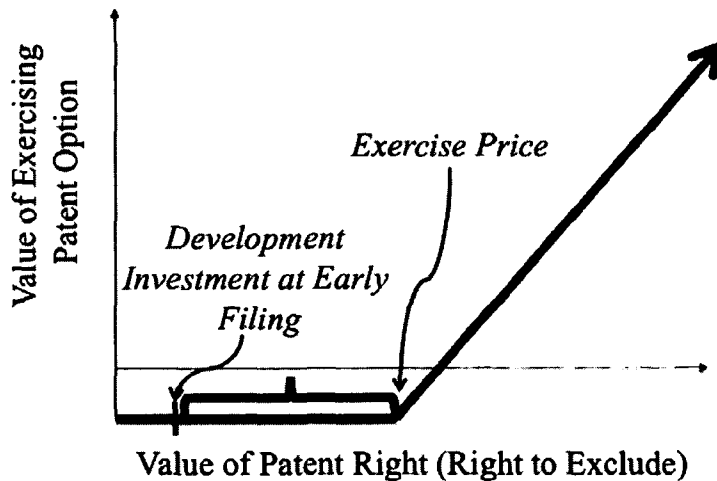 Value of Exercising
Patent Option
Exercise Price
Development
Investment at Early
Filing
Value of Patent Right (Right to Exclude)